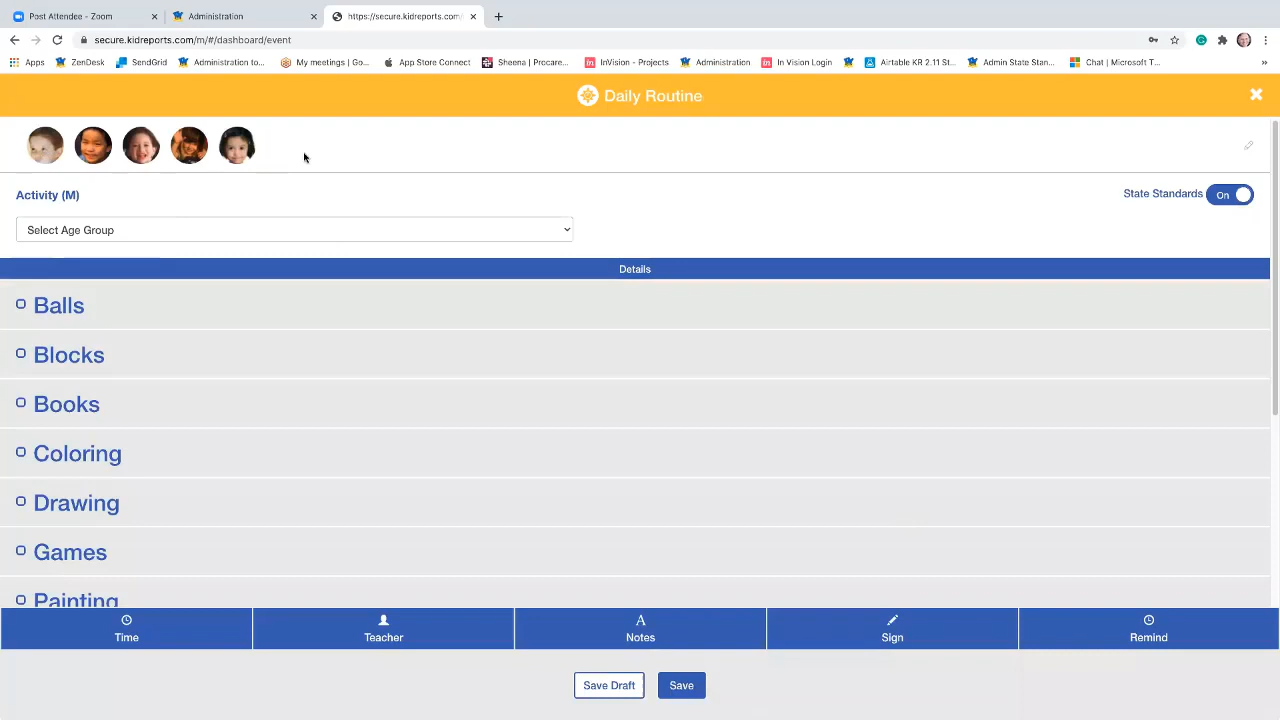 Post Attendee - Zoom
Administration
https://secure.kidreports.com/
secure.kidreports.com/m/#/dashboard/event
Apps ZenDesk SendGrid Administration to... My meetings | Go... App Store Connect Sheena | Procare... InVision - Projects Administration In Vision Login Airtable KR 2.11 St... Admin State Stan... Chat | Microsoft T... »
Daily Routine
Activity (M)
State Standards On
Select Age Group
Details
Balls
Blocks
Books
Coloring
Drawing
Games
Painting
Time Teacher Notes Sign Remind
Save Draft Save